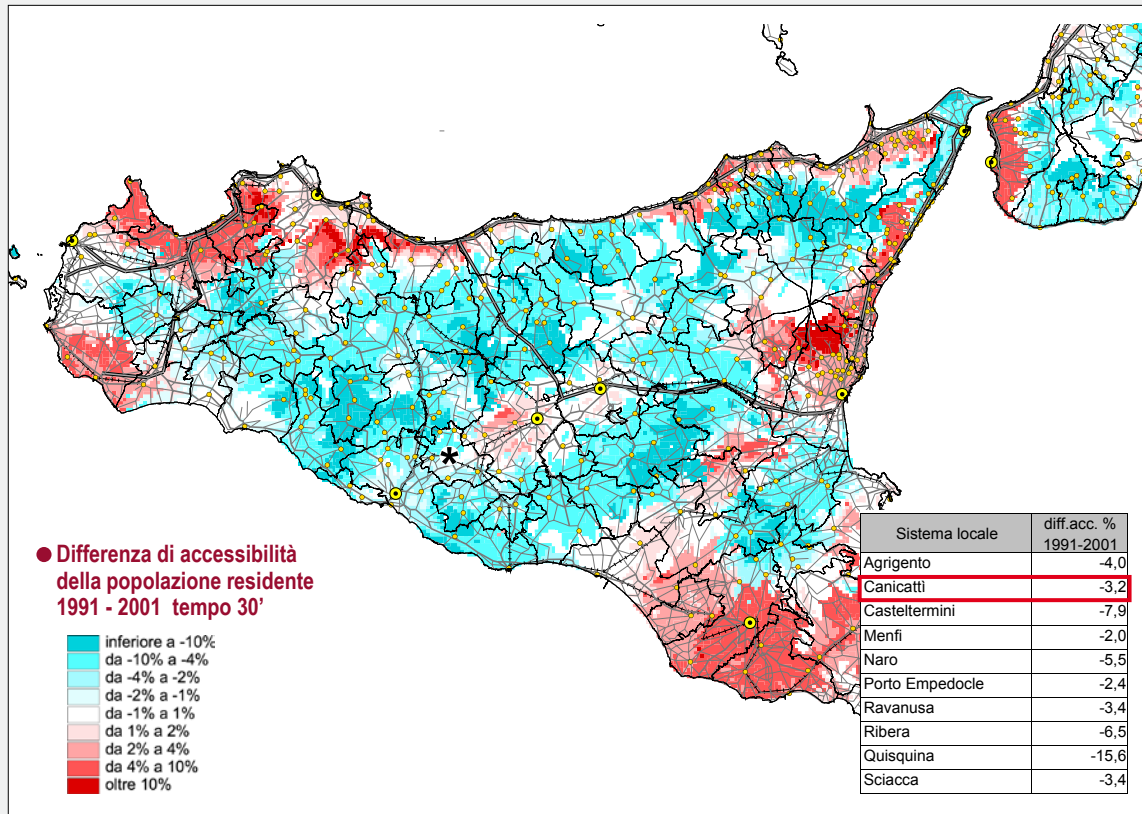 ● Differenza di accessibilità
della popolazione residente
1991 - 2001 tempo 30’
inferiore a -10%
da -10% a -4%
da -4% a -2%
da -2% a -1%
da -1% a 1%
da 1% a 2%
da 2% a 4%
da 4% a 10%
oltre 10%
*
Sistema locale diff.acc. %
1991-2001
Agrigento -4,0
Canicattì -3,2
Casteltermini -7,9
Menfi -2,0
Naro -5,5
Porto Empedocle -2,4
Ravanusa -3,4
Ribera -6,5
Quisquina -15,6
Sciacca -3,4